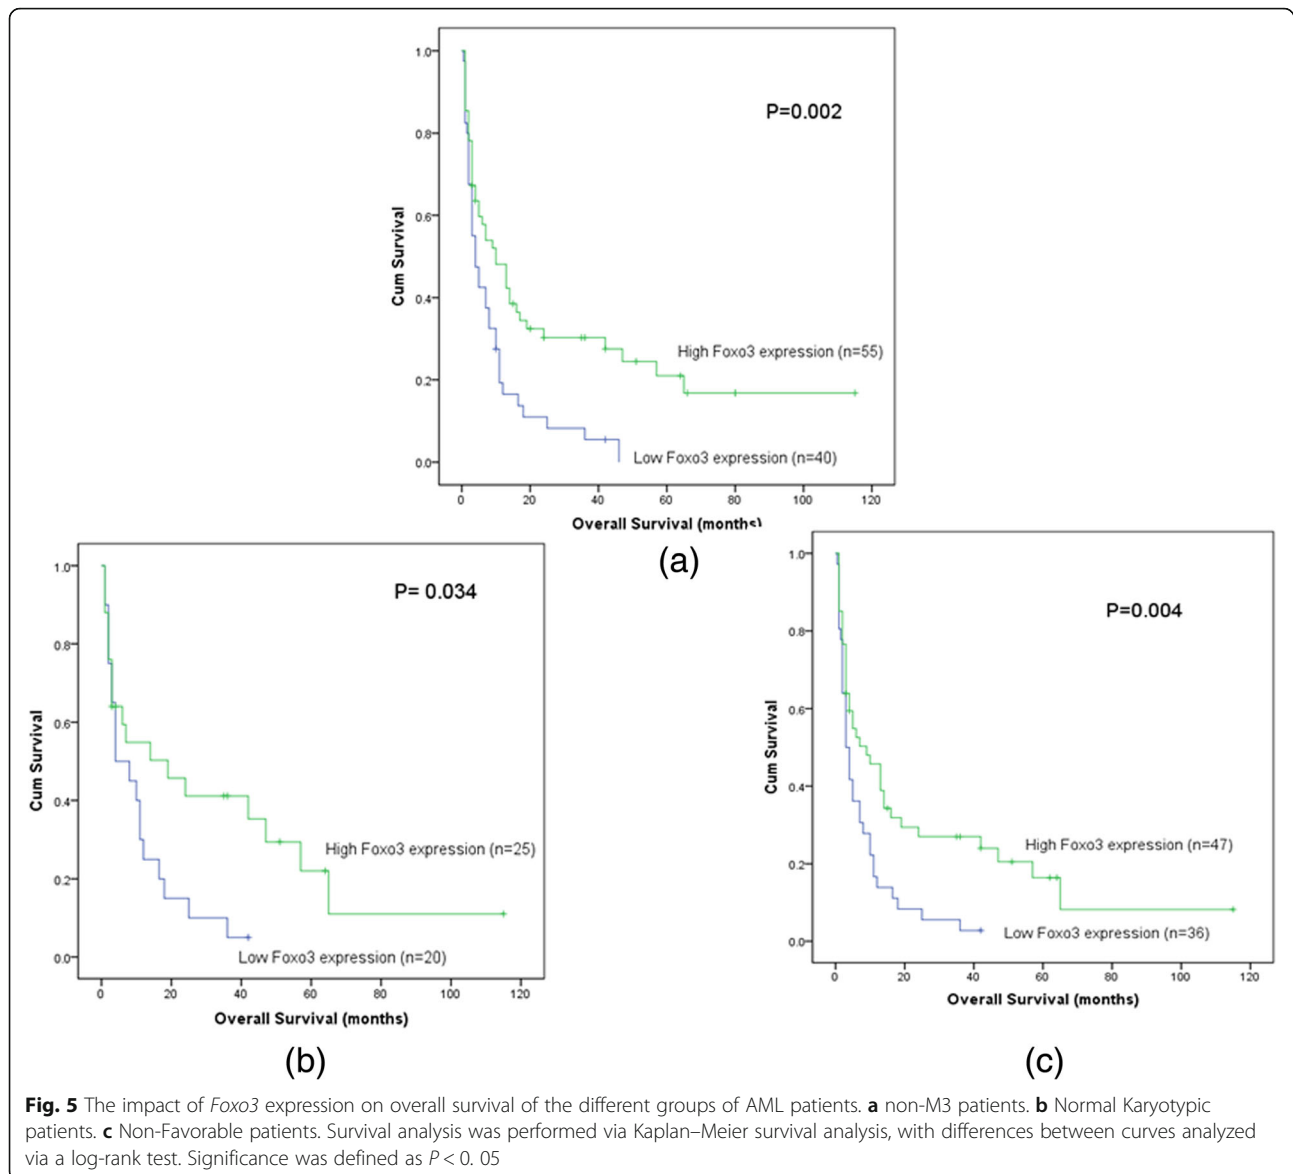 1.0
0.8
0.6
0.4
0.2
0.0
Cum Survival
P=0.002
High Foxo3 expression (n=55)
Low Foxo3 expression (n=40)
0 20 40 60 80 100 120
Overall Survival (months)
(a)
1.0
0.8
0.6
0.4
0.2
0.0
Cum Survival
P= 0.034
High Foxo3 expression (n=25)
Low Foxo3 expression (n=20)
0 20 40 60 80 100 120
Overall Survival (months)
(b)
1.0
0.8
0.6
0.4
0.2
0.0
Cum Survival
P=0.004
High Foxo3 expression (n=47)
Low Foxo3 expression (n=36)
0 20 40 60 80 100 120
Overall Survival (months)
(c)
Fig. 5 The impact of Foxo3 expression on overall survival of the different groups of AML patients. a non-M3 patients. b Normal Karyotypic
patients. c Non-Favorable patients. Survival analysis was performed via Kaplan–Meier survival analysis, with differences between curves analyzed
via a log-rank test. Significance was defined as P < 0. 05